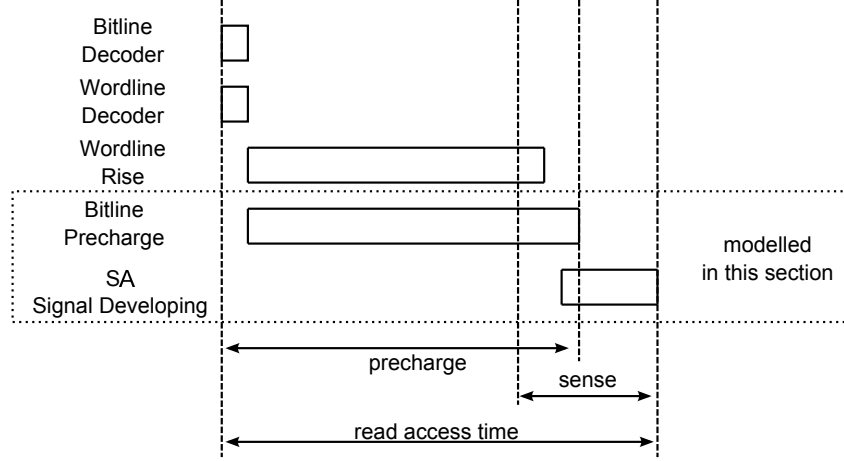 Bitline
Decoder
Wordline
Decoder
Wordline
Rise
Bitline
Precharge
SA
Signal Developing
modelled
in this section
precharge
sense
read access time